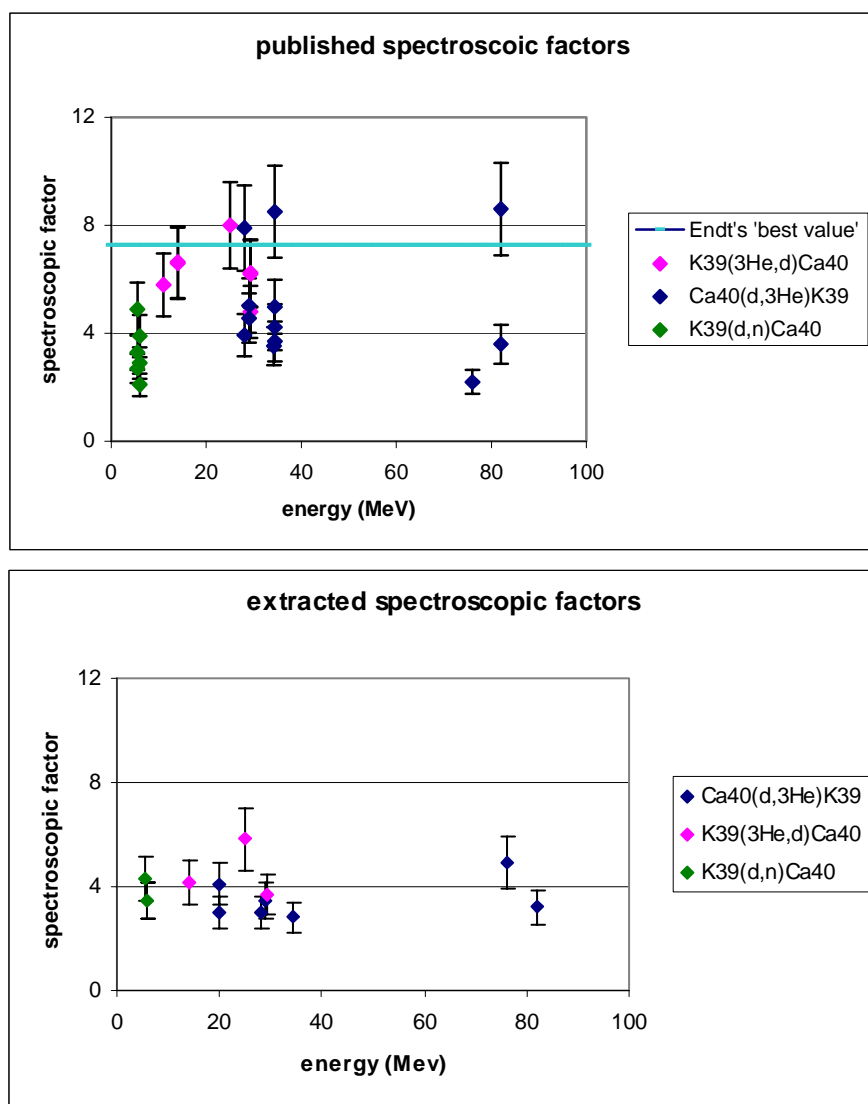 published spectroscoic factors
12
8
4
0
spectroscopic factor
0 20 40 60 80 100
energy (MeV)
Endt's 'best value'
K39(3He,d)Ca40
Ca40(d,3He)K39
K39(d,n)Ca40
extracted spectroscopic factors
12
8
4
0
spectroscopic factor
0 20 40 60 80 100
energy (Mev)
Ca40(d,3He)K39
K39(3He,d)Ca40
K39(d,n)Ca40